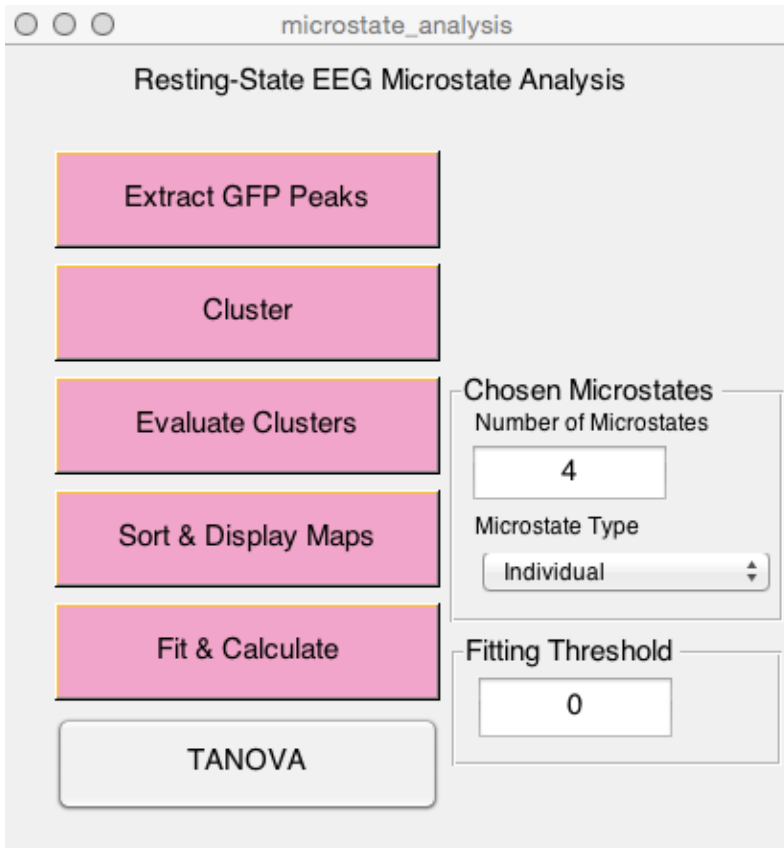 microstate_analysis
Resting-State EEG Microstate Analysis
Extract GFP Peaks
Cluster
Evaluate Clusters
Sort & Display Maps
Fit & Calculate
TANOVA
Chosen Microstates
Number of Microstates
4
Microstate Type
Individual
Fitting Threshold
0